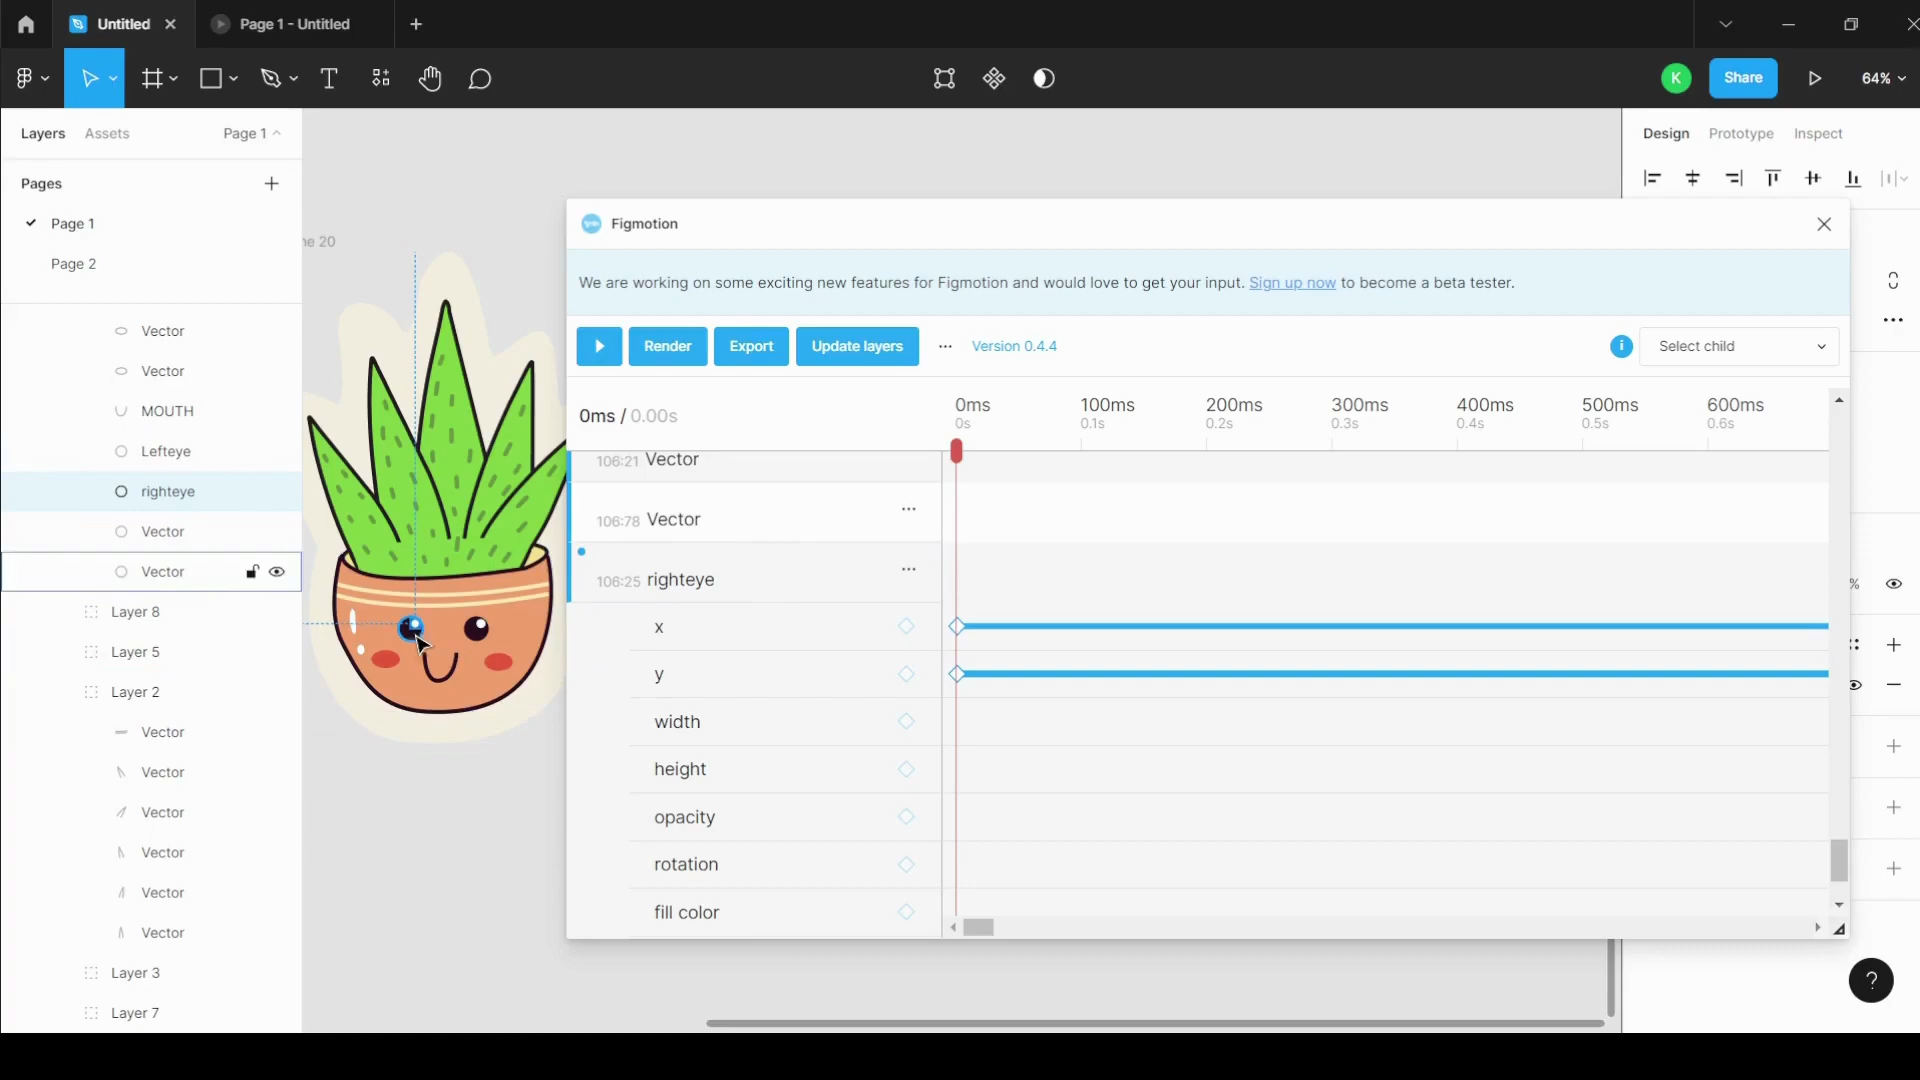 Untitled
Page 1 - Untitled
K
Share
64%
Layers
Assets
Page 1
Pages
Page 1
Page 2
Vector
Vector
MOUTH
Lefteye
righteye
Vector
Vector
Layer 8
Layer 5
Layer 2
Vector
Vector
Vector
Vector
Vector
Vector
Layer 3
Layer 7
ne 20
Figmotion
We are working on some exciting new features for Figmotion and would love to get your input. Sign up now to become a beta tester.
Render
Export
Update layers
...
Version 0.4.4
i
Select child
0ms / 0.00s
0ms
100ms
200ms
300ms
400ms
500ms
600ms
0s
0.1s
0.2s
0.3s
0.4s
0.5s
0.6s
106:21 Vector
106:78 Vector
106:25 righteye
x
y
width
height
opacity
rotation
fill color
Design
Prototype
Inspect
%
?